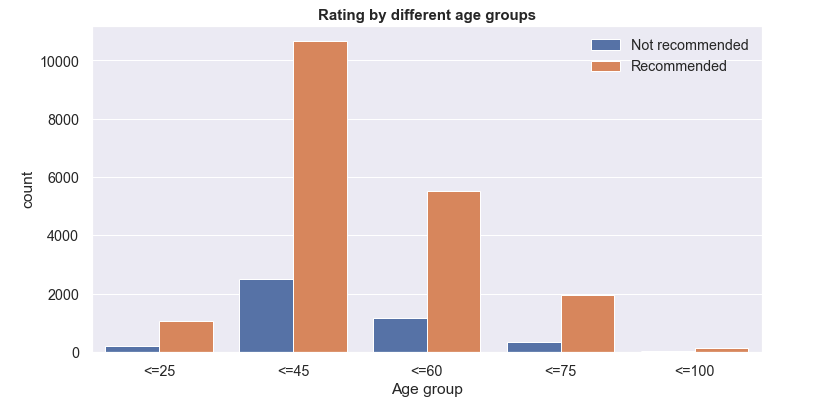 Rating by different age groups
Not recommended
Recommended
10000
8000
6000
4000
2000
0
count
<=25
<=45
<=60
<=75
<=100
Age group